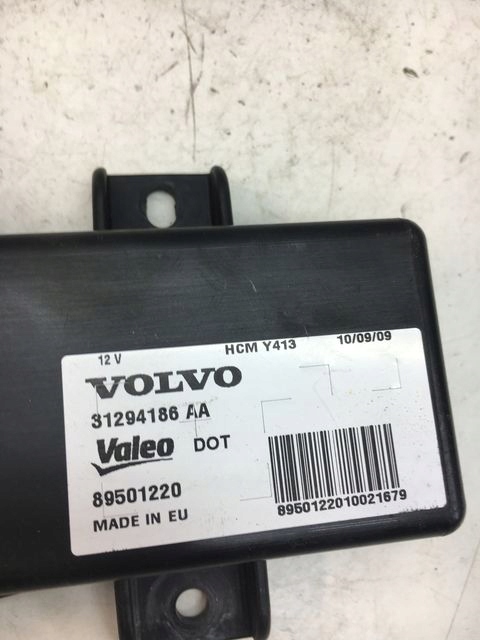 12 V HCM Y413 10/09/09
VOLVO
31294186 AA
Valeo DOT
89501220
MADE IN EU
8950122010021679